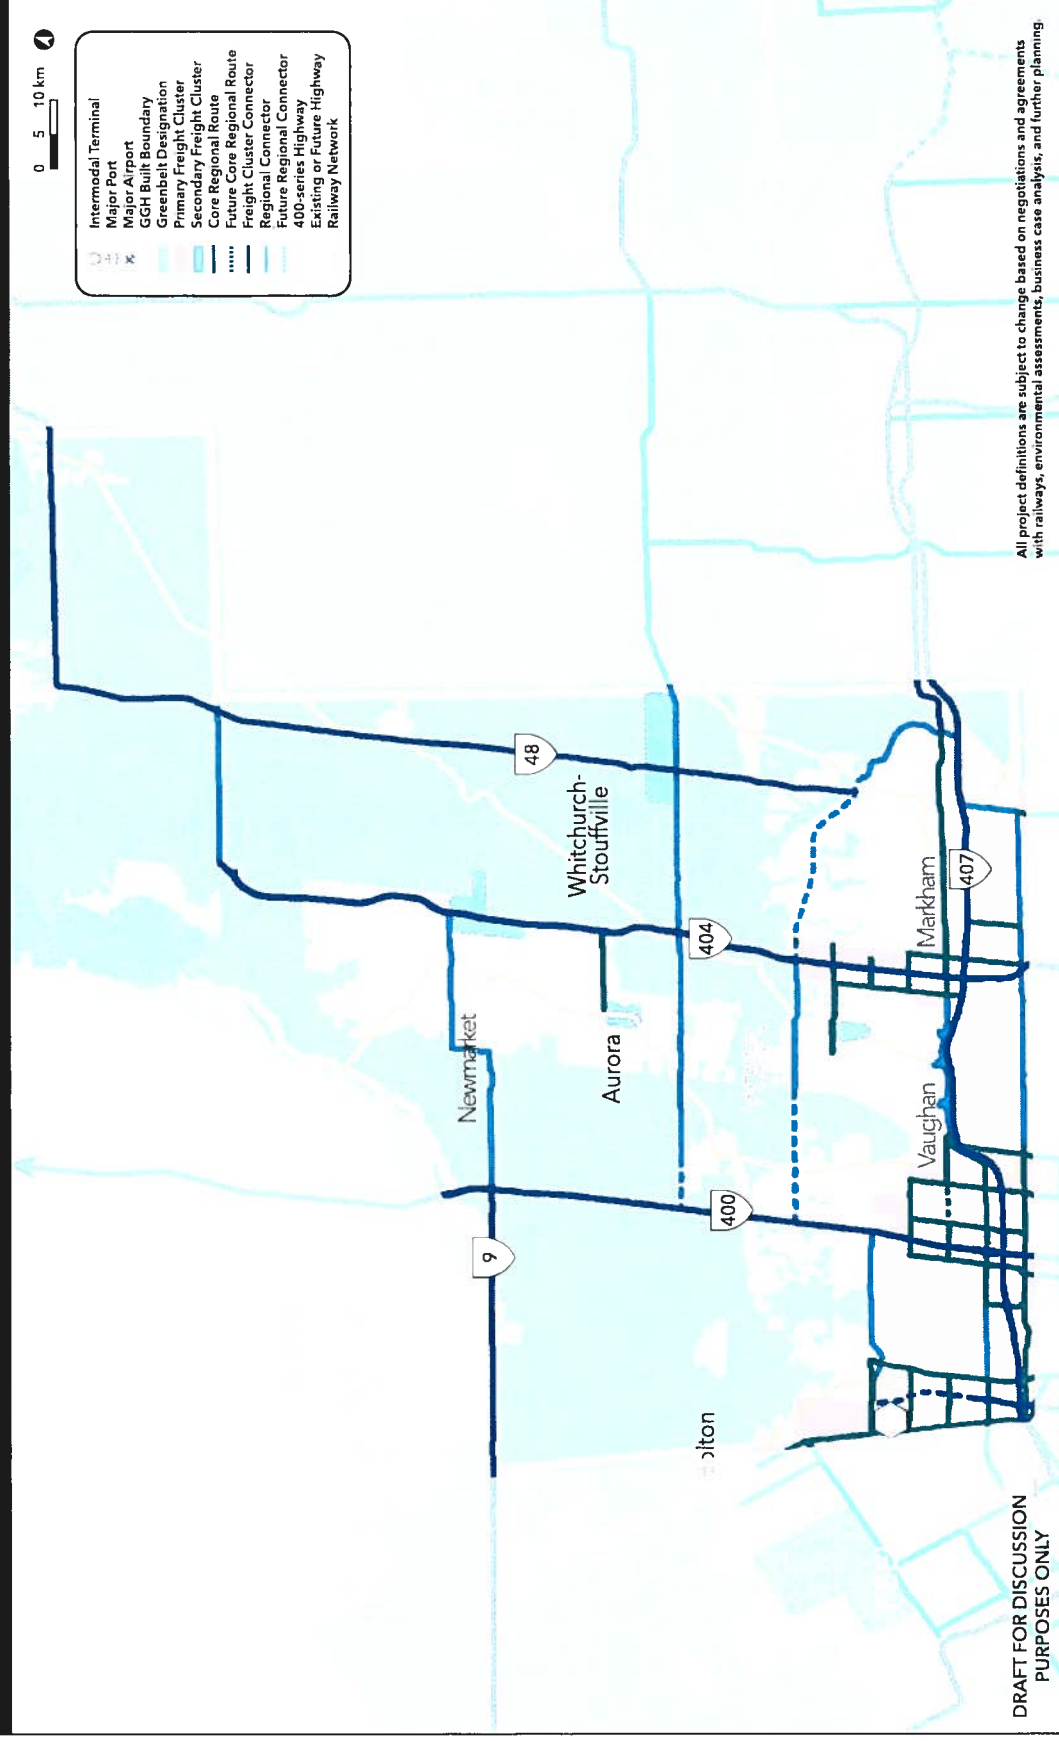 0 5 10 km
Intermodal Terminal
Major Port
Major Airport
GGH Built Boundary
Greenbelt Designation
Primary Freight Cluster
Secondary Freight Cluster
Core Regional Route
Future Core Regional Route
Freight Cluster Connector
Regional Connector
Future Regional Connector
400-series Highway
Existing or Future Highway
Railway Network
48
Whitchurch-
Stouffville
404
407
Markham
Newmarket
Aurora
Vaughan
400
9
olton
DRAFT FOR DISCUSSION
PURPOSES ONLY
All project definitions are subject to change based on negotiations and agreements
with railways, environmental assessments, business case analysis, and further planning.